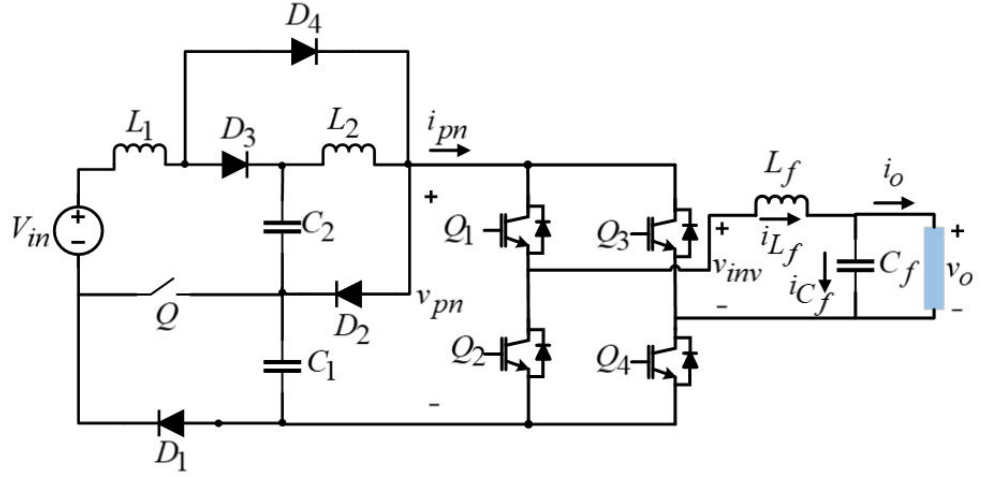 D4
L1
D3
L2
ipn
Lf
io
+
Vin
-
C2
+
Q1
Q3
+
vinv
iLf
iCf
Cf
+
vo
-
Q
D2
vpn
C1
Q2
Q4
-
-
D1